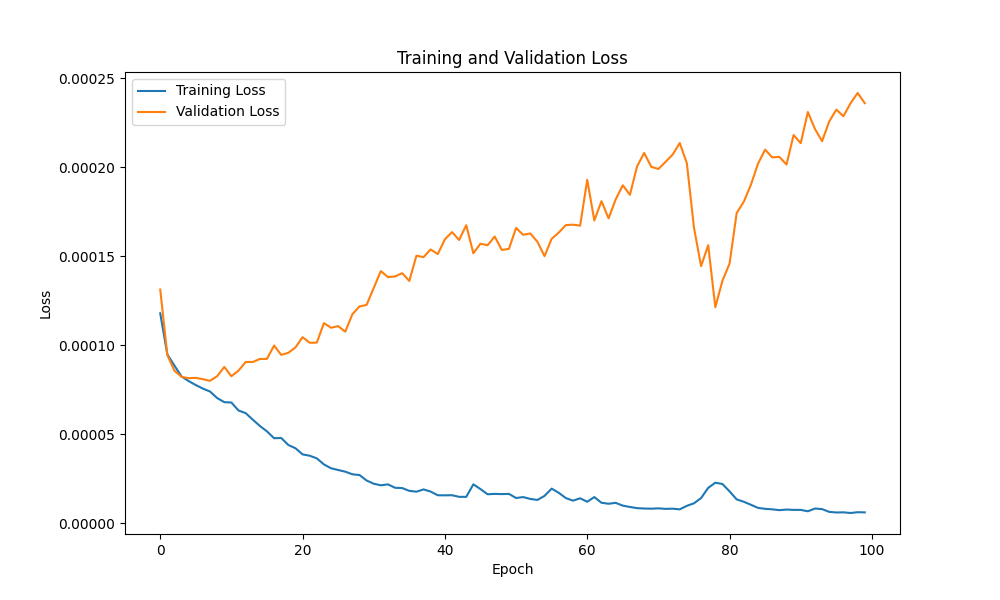 Training and Validation Loss
Training Loss
Validation Loss
0.00025
0.00020
0.00015
0.00010
0.00005
0.00000
Loss
0 20 40 60 80 100
Epoch